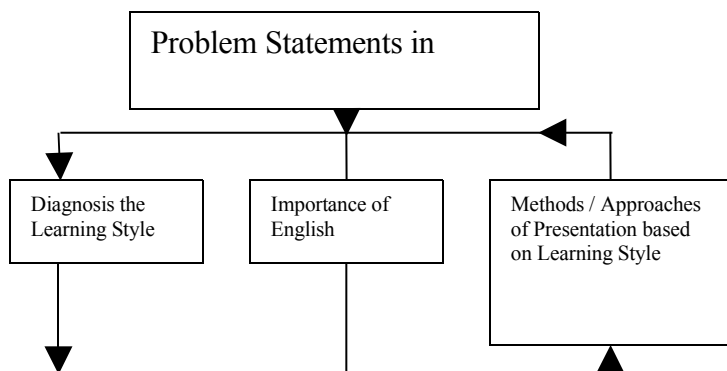 Problem Statements in
Diagnosis the
Learning Style
Importance of
English
Methods / Approaches
of Presentation based
on Learning Style